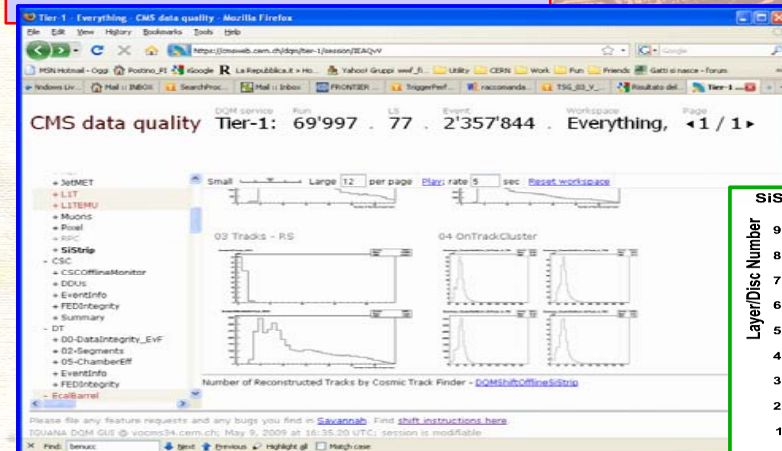 Tier-1 - Everything - CMS data quality - Mozilla Firefox
File Edit View History Bookmarks Tools Help
https://cmsweb.cern.ch/dqm/tier-1/session/IEAQvV
Google
MSN Hotmail - Oggi Postino_PI Google La Repubblica.it > Ho... Yahoo! Gruppi wwf_fi... Utility CERN Work Fun Friends Gatti si nasce - forum
Windows Liv... Mail :: INBOX SearchProc... Mail :: Inbox FRONTIER ... TriggerPerf... raccomanda... TSG_03_V_... Risultato del... Tier-1 ...
DQM service Run LS Event Workspace Page
CMS data quality Tier-1: 69'997 . 77 . 2'357'844 . Everything, ◂1 / 1▸
Small Large 12 per page Play; rate 5 sec Reset workspace
+ JetMET
+ L1T
+ L1TEMU
+ Muons
+ Pixel
+ RPC
+ SiStrip
- CSC
+ CSCOfflineMonitor
+ DDUs
+ EventInfo
+ FEDIntegrity
+ Summary
- DT
+ 00-DataIntegrity_EvF
+ 02-Segments
+ 05-ChamberEff
+ EventInfo
+ FEDIntegrity
- EcalBarrel
03 Tracks - RS
04 OnTrackCluster
Number of Reconstructed Tracks by Cosmic Track Finder - DQMShiftOfflineSiStrip
Please file any feature requests and any bugs you find in Savannah. Find shift instructions here.
IGUANA DQM GUI @ vocms34.cern.ch; May 9, 2009 at 16:35.20 UTC; session is modifiable
Find: benucc Next Previous Highlight all Match case
SiS
Layer/Disc Number
9
8
7
6
5
4
3
2
1